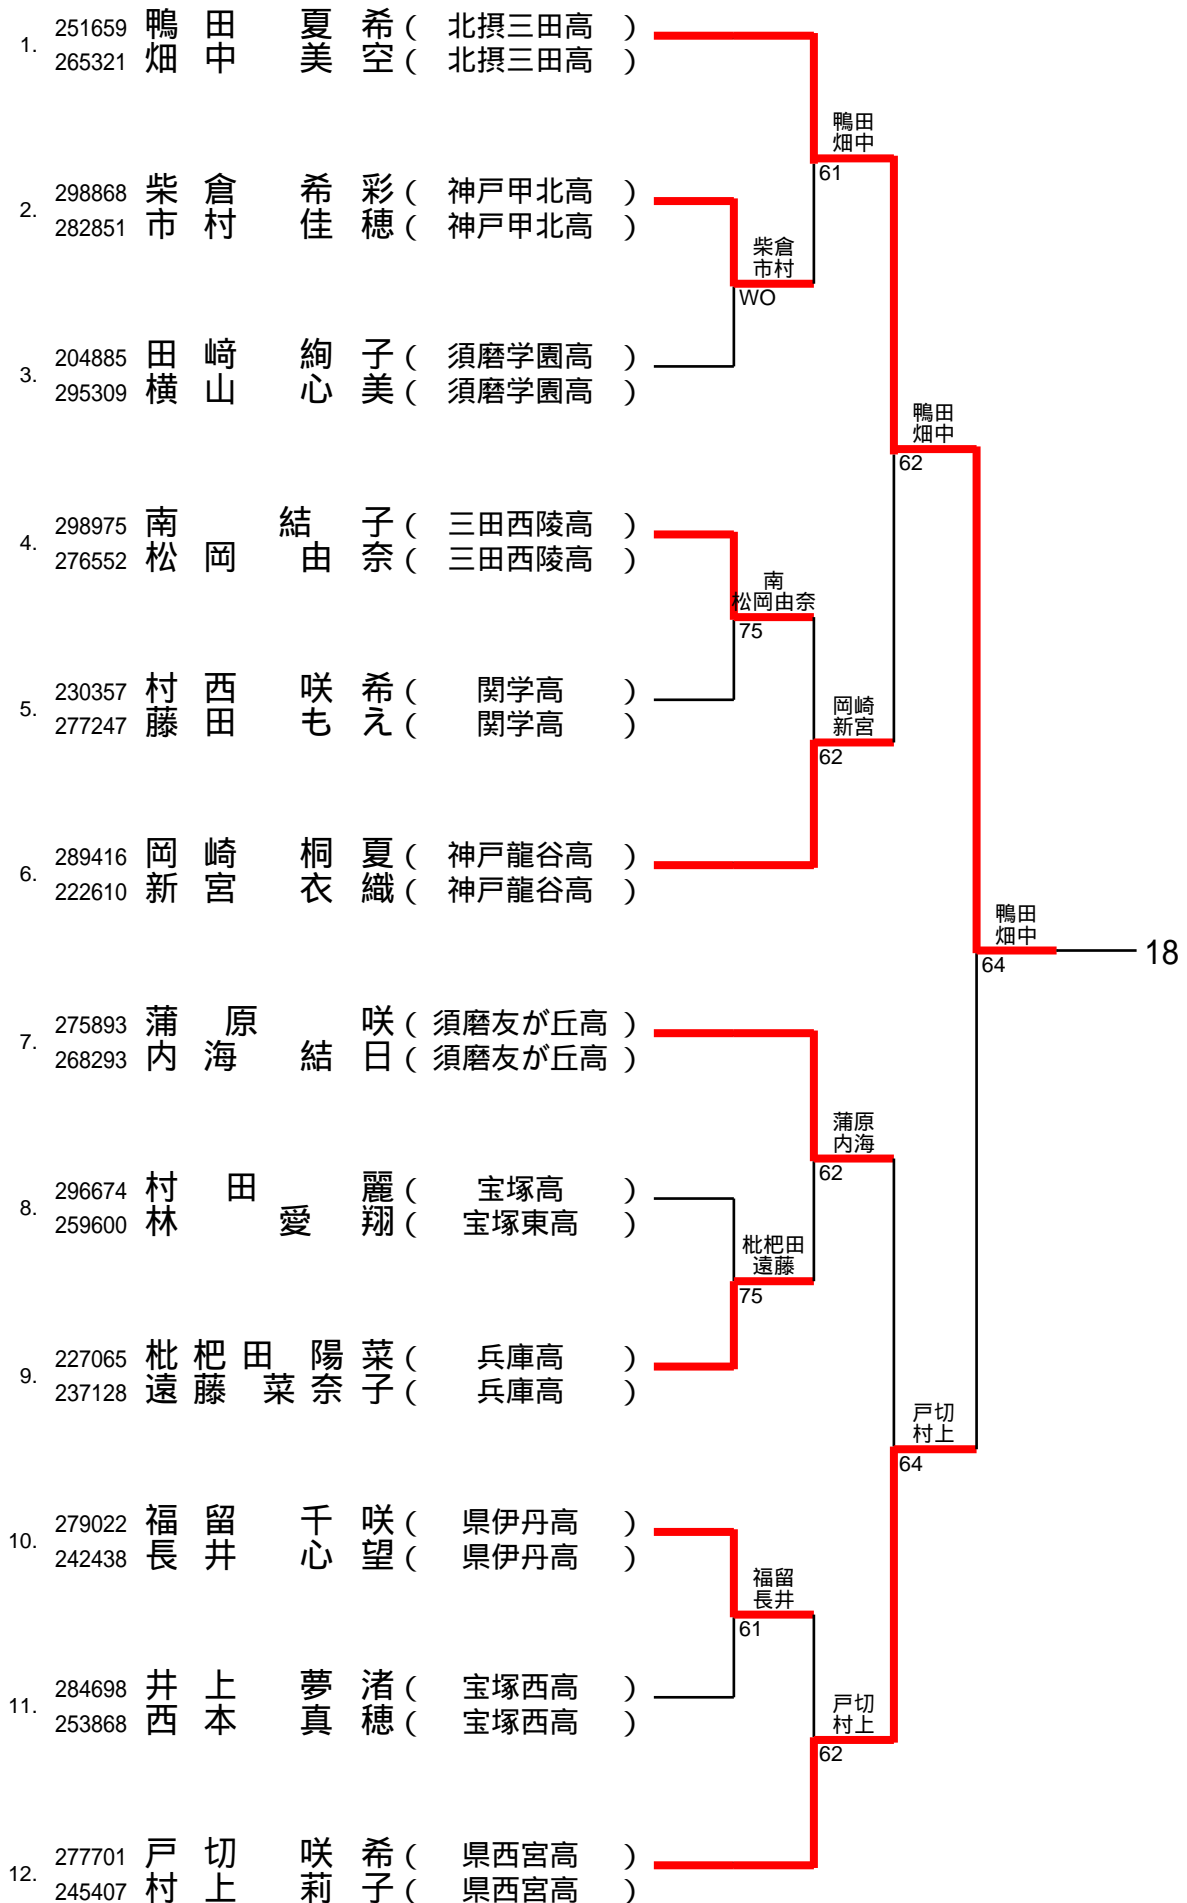 1. 251659 鴨田 夏希 ( 北摂三田高 )
265321 畑中 美空 ( 北摂三田高 )
鴨田
畑中
61
2. 298868 柴倉 希彩 ( 神戸甲北高 )
282851 市村 佳穂 ( 神戸甲北高 )
柴倉
市村
WO
3. 204885 田﨑 絢子 ( 須磨学園高 )
295309 横山 心美 ( 須磨学園高 )
鴨田
畑中
62
4. 298975 南 結子 ( 三田西陵高 )
276552 松岡 由奈 ( 三田西陵高 )
南
松岡由奈
75
5. 230357 村西 咲希 ( 関学高 )
277247 藤田 もえ ( 関学高 )
岡崎
新宮
62
6. 289416 岡崎 桐夏 ( 神戸龍谷高 )
222610 新宮 衣織 ( 神戸龍谷高 )
鴨田
畑中
64
18
7. 275893 蒲原 咲 ( 須磨友が丘高 )
268293 内海 結日 ( 須磨友が丘高 )
蒲原
内海
62
8. 296674 村田 麗 ( 宝塚高 )
259600 林 愛翔 ( 宝塚東高 )
枇杷田
遠藤
75
9. 227065 枇杷田 陽菜 ( 兵庫高 )
237128 遠藤 菜奈子 ( 兵庫高 )
戸切
村上
64
10. 279022 福留 千咲 ( 県伊丹高 )
242438 長井 心望 ( 県伊丹高 )
福留
長井
61
11. 284698 井上 夢渚 ( 宝塚西高 )
253868 西本 真穂 ( 宝塚西高 )
戸切
村上
62
12. 277701 戸切 咲希 ( 県西宮高 )
245407 村上 莉子 ( 県西宮高 )